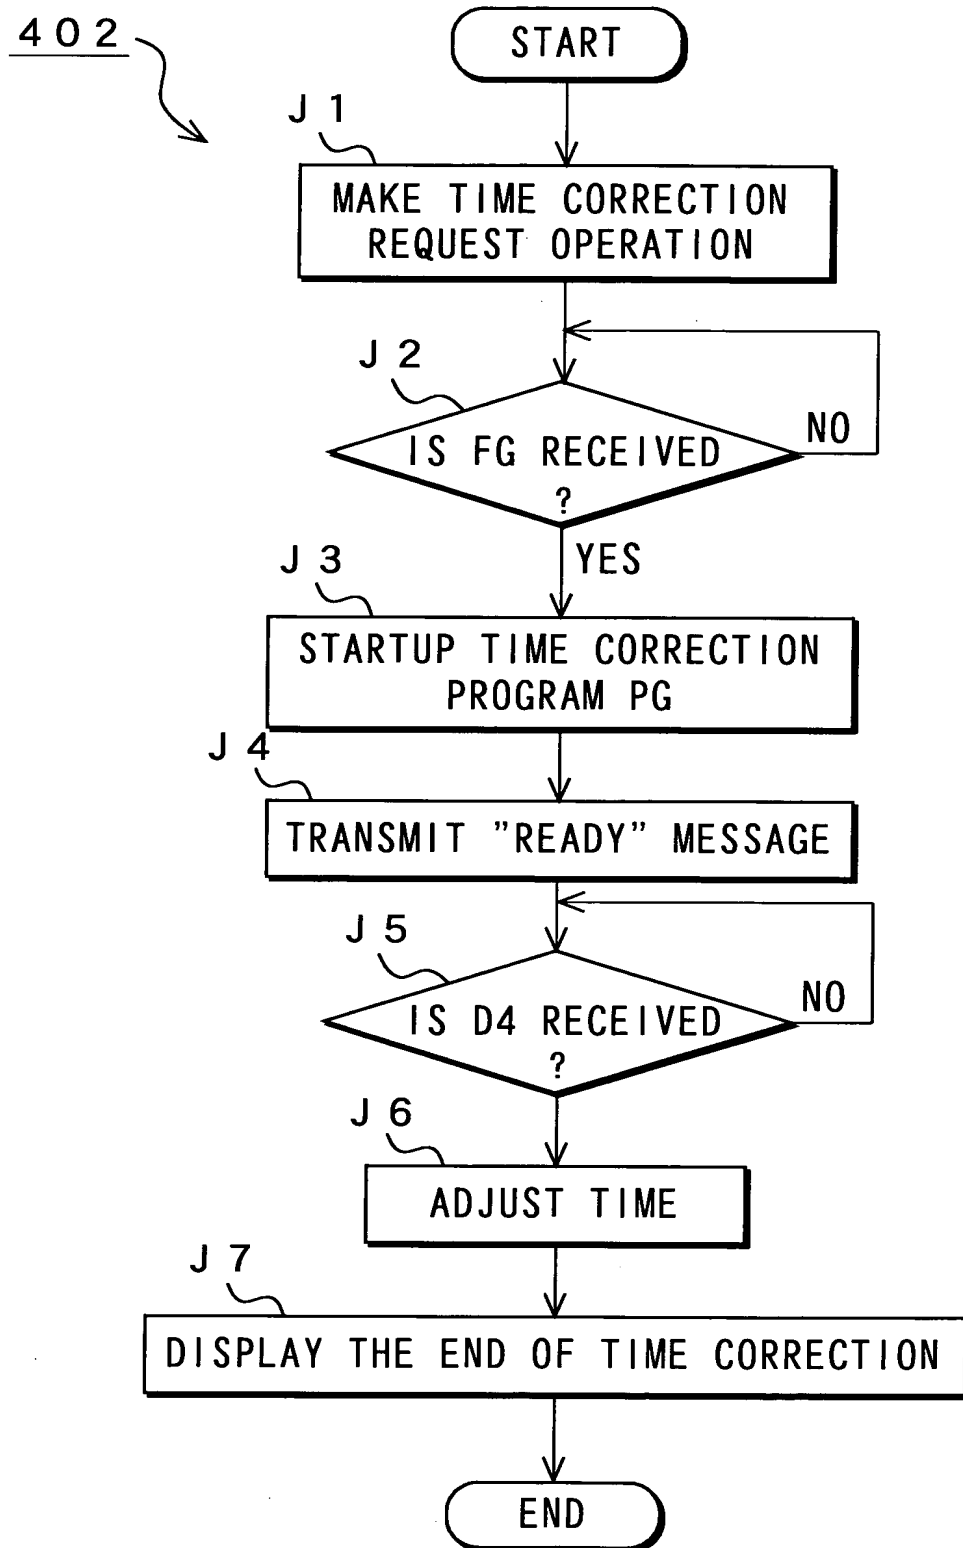 402
START
J1
MAKE TIME CORRECTION
REQUEST OPERATION
J2
IS FG RECEIVED
?
NO
YES
J3
STARTUP TIME CORRECTION
PROGRAM PG
J4
TRANSMIT "READY" MESSAGE
J5
IS D4 RECEIVED
?
NO
J6
ADJUST TIME
J7
DISPLAY THE END OF TIME CORRECTION
END